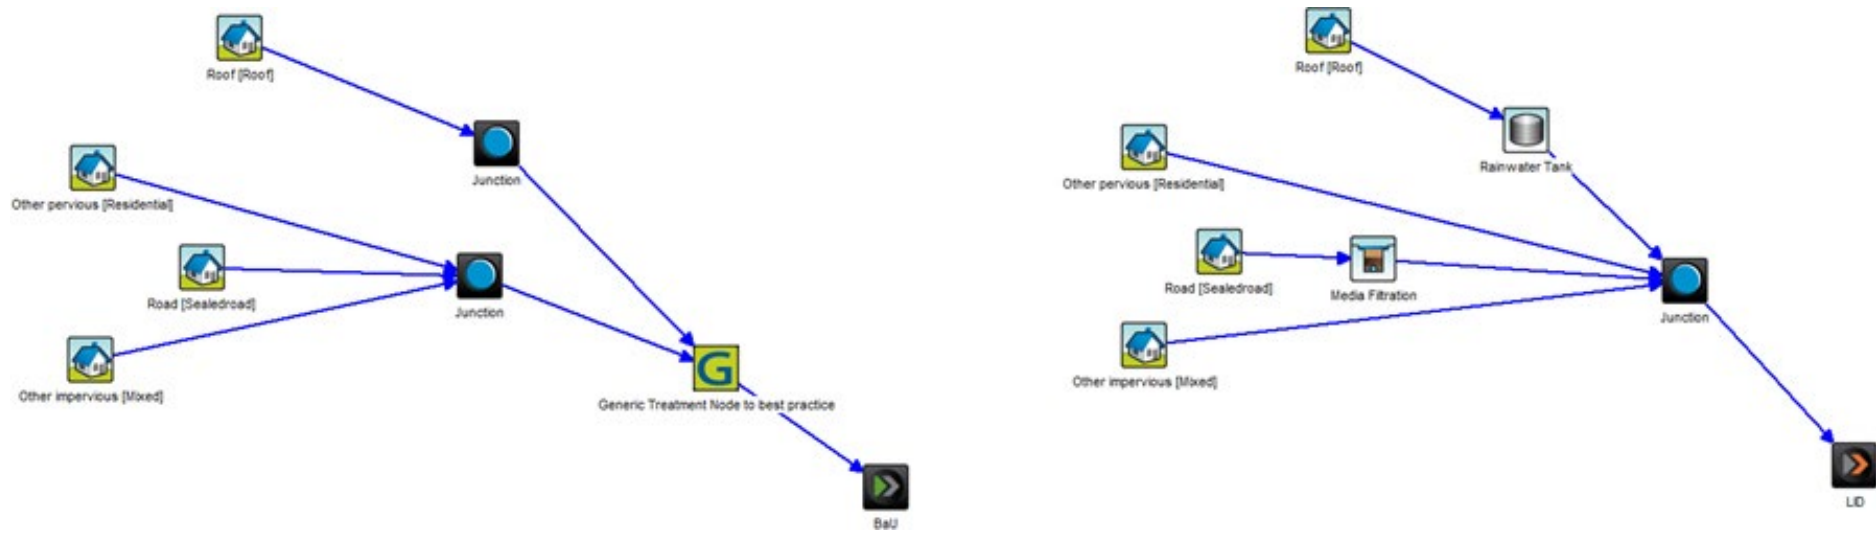 Roof [Roof]
Junction
Other pervious [Residential]
Road [Sealedroad]
Junction
Other impervious [Mixed]
G
Generic Treatment Node to best practice
BaU
Roof [Roof]
Rainwater Tank
Other pervious [Residential]
Road [Sealedroad]
Media Filtration
Junction
Other impervious [Mixed]
LID